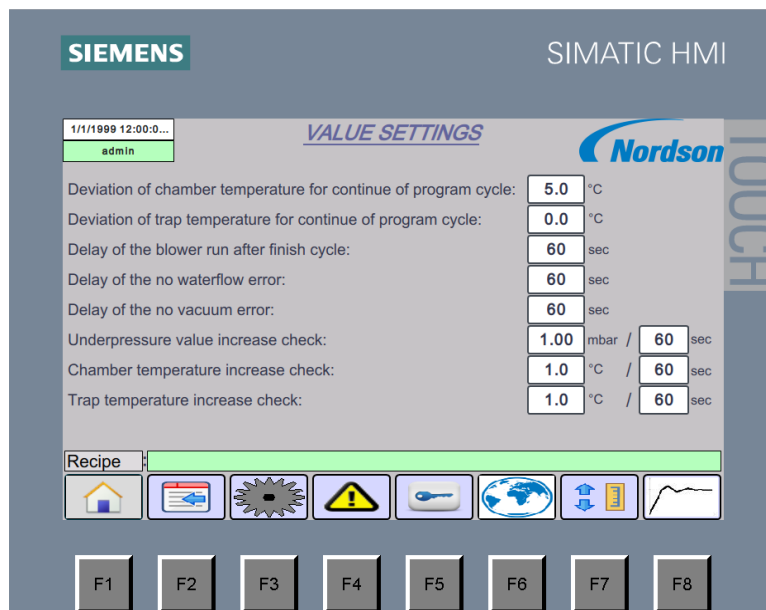 SIEMENS
SIMATIC HMI
1/1/1999 12:00:0...
VALUE SETTINGS
admin
Nordson
TOUCH
Deviation of chamber temperature for continue of program cycle: 5.0 °C
Deviation of trap temperature for continue of program cycle: 0.0 °C
Delay of the blower run after finish cycle: 60 sec
Delay of the no waterflow error: 60 sec
Delay of the no vacuum error: 60 sec
Underpressure value increase check: 1.00 mbar / 60 sec
Chamber temperature increase check: 1.0 °C / 60 sec
Trap temperature increase check: 1.0 °C / 60 sec
Recipe :
F1 F2 F3 F4 F5 F6 F7 F8